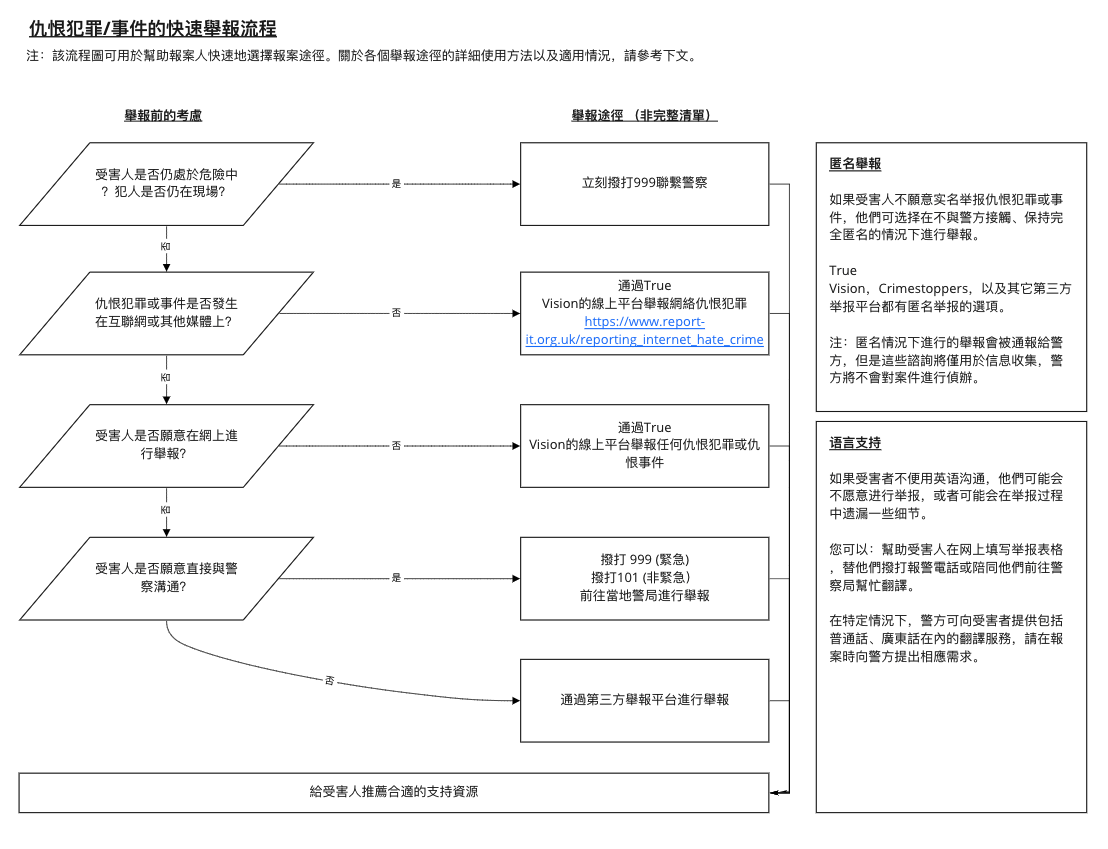 仇恨犯罪/事件的快速舉報流程
注：該流程圖可用於幫助報案人快速地選擇報案途徑。關於各個舉報途徑的詳細使用方法以及適用情況，請參考下文。
舉報前的考慮
舉報途徑 （非完整清單）
受害人是否仍處於危險中
？犯人是否仍在現場？
是
立刻撥打999聯繫警察
否
仇恨犯罪或事件是否發生
在互聯網或其他媒體上？
否
通過True
Vision的線上平台舉報網絡仇恨犯罪
https://www.report-
it.org.uk/reporting_internet_hate_crime
否
受害人是否願意在網上進
行舉報？
否
通過True
Vision的線上平台舉報任何仇恨犯罪或仇
恨事件
否
受害人是否願意直接與警
察溝通？
是
撥打 999 (緊急)
撥打101 (非緊急）
前往當地警局進行舉報
否
通過第三方舉報平台進行舉報
給受害人推薦合適的支持資源
匿名舉報
如果受害人不願意实名举报仇恨犯罪或事
件，他們可选择在不與警方接觸、保持完
全匿名的情況下進行舉報。
True
Vision，Crimestoppers，以及其它第三方
举报平台都有匿名举报的選項。
注：匿名情況下進行的舉報會被通報給警
方，但是這些諮詢將僅用於信息收集，警
方將不會對案件進行偵辦。
语言支持
如果受害者不便用英语沟通，他們可能会
不愿意进行举报，或者可能会在举报过程
中遗漏一些细节。
您可以：幫助受害人在网上填写举报表格
，替他們撥打報警電話或陪同他們前往警
察局幫忙翻譯。
在特定情況下，警方可向受害者提供包括
普通話、廣東話在內的翻譯服務，請在報
案時向警方提出相應需求。